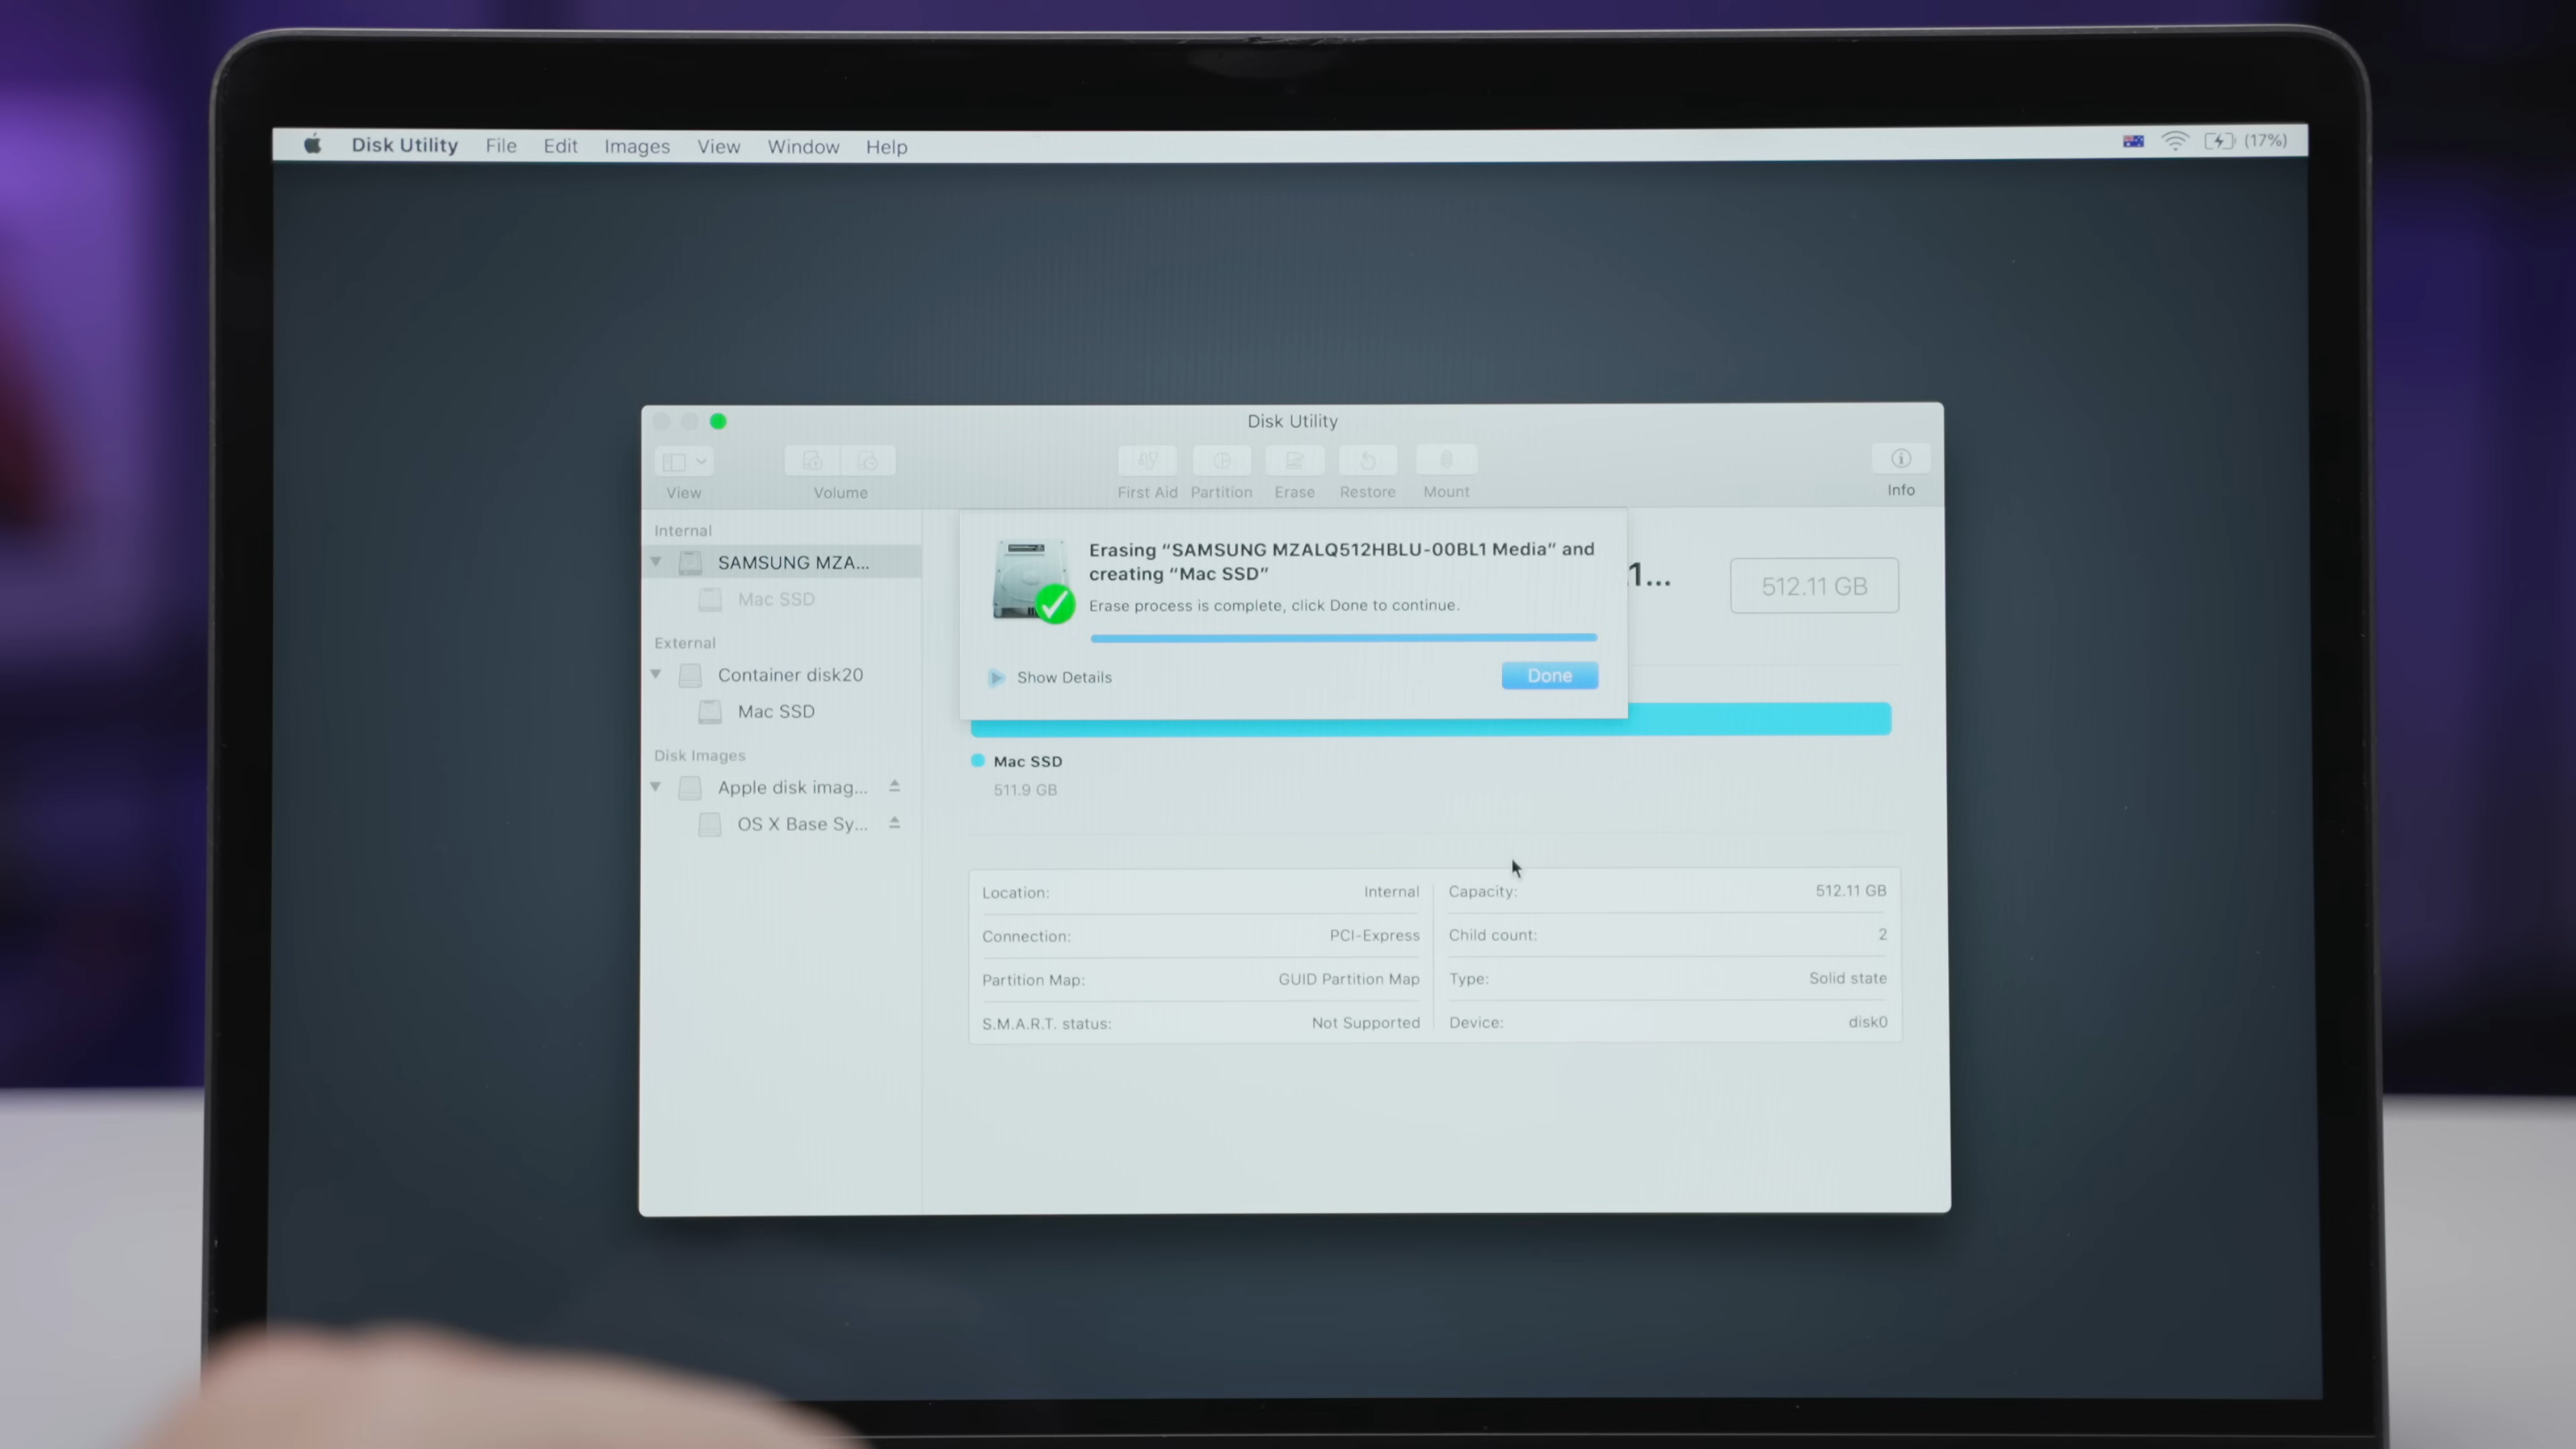 Disk Utility File Edit Images View Window Help (17%)
Disk Utility
View Volume First Aid Partition Erase Restore Mount Info
Internal
SAMSUNG MZA...
Mac SSD
External
Container disk20
Mac SSD
Disk Images
Apple disk imag...
OS X Base Sy...
Erasing “SAMSUNG MZALQ512HBLU-00BL1 Media” and
creating “Mac SSD”
Erase process is complete, click Done to continue.
Show Details
Done
1...
512.11 GB
Mac SSD
511.9 GB
Location: Internal
Connection: PCI-Express
Partition Map: GUID Partition Map
S.M.A.R.T. status: Not Supported
Capacity: 512.11 GB
Child count: 2
Type: Solid state
Device: disk0